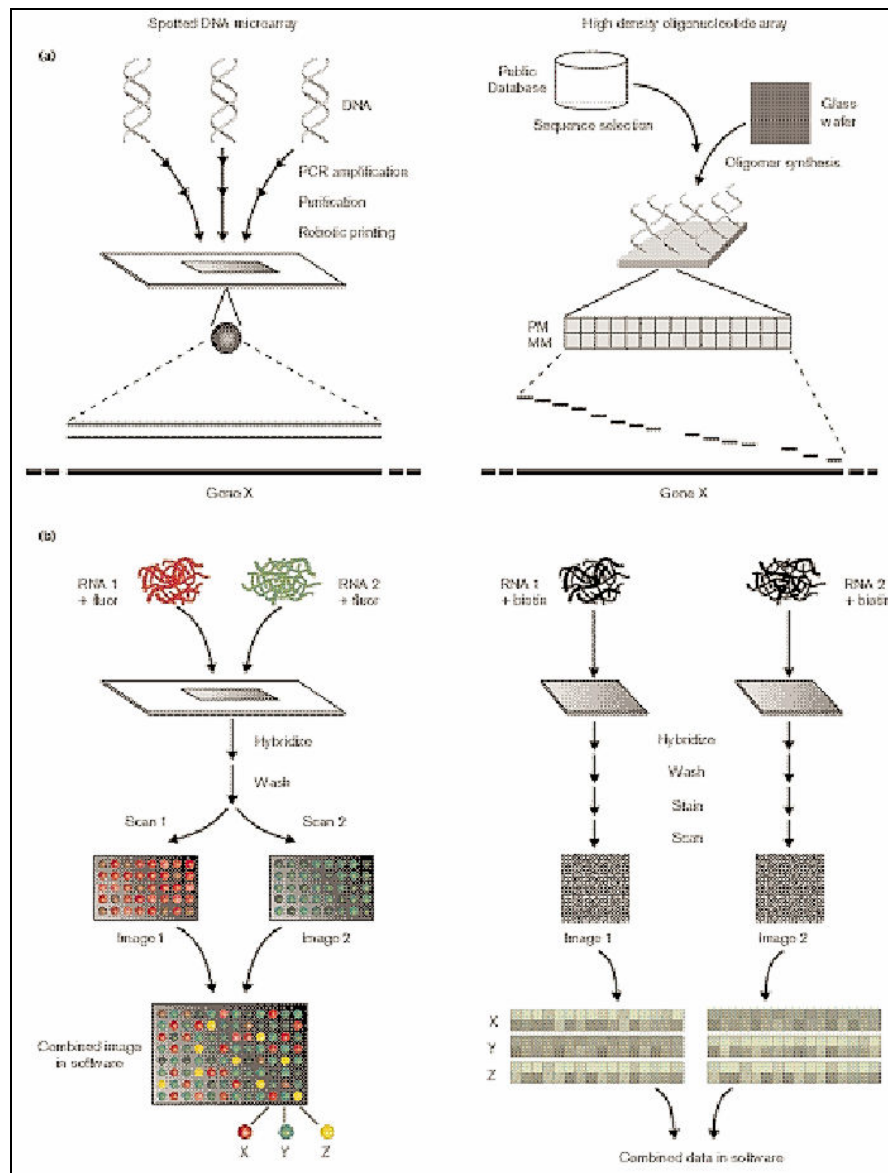 Spotted DNA microarray
High density oligonucleotide array
(a)
DNA
PCR amplification
Purification
Robotic printing
Gene X
Public
Database
Sequence selection
Glass
wafer
Oligomer synthesis
PM
MM
Gene X
(b)
RNA 1
+ fluor
RNA 2
+ fluor
Hybridize
Wash
Scan 1
Scan 2
Image 1
Image 2
Combined image
in software
X
Y
Z
RNA 1
+ biotin
RNA 2
+ biotin
Hybridize
Wash
Stain
Scan
Image 1
Image 2
X
Y
Z
Combined data in software